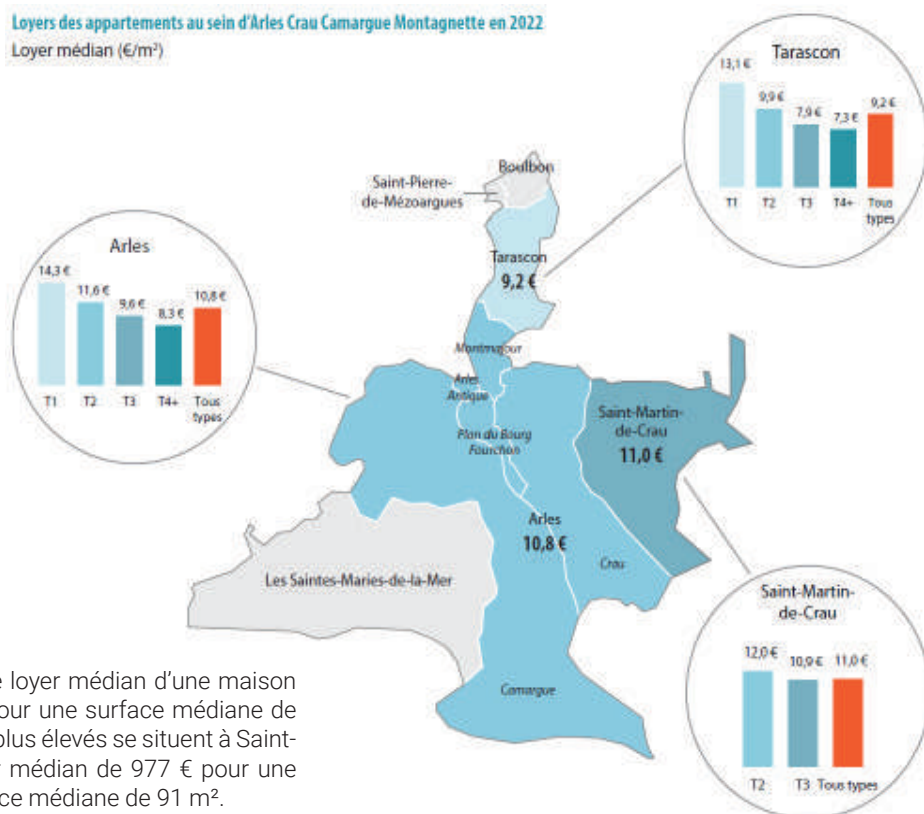 Loyers des appartements au sein d'Arles Crau Camargue Montagnette en 2022
Loyer médian (€/m²)
Tarascon
13,1 €
9,9 €
7,9 €
7,3 €
9,2 €
T1 T2 T3 T4+ Tous
types
Boulbon
Saint-Pierre-
de-Mézoargues
Tarascon
9,2 €
Arles
14,3 €
11,6 €
9,6 €
8,3 €
10,8 €
T1 T2 T3 T4+ Tous
types
Montmajour
Arles
Antique
Plan du Bourg
Fourchon
Saint-Martin-
de-Crau
11,0 €
Arles
10,8 €
Crau
Les Saintes-Maries-de-la-Mer
Camargue
Saint-Martin-
de-Crau
12,0 €
10,9 €
11,0 €
T2 T3 Tous types
loyer médian d'une maison
our une surface médiane de
plus élevés se situent à Saint-
médian de 977 € pour une
ce médiane de 91 m².